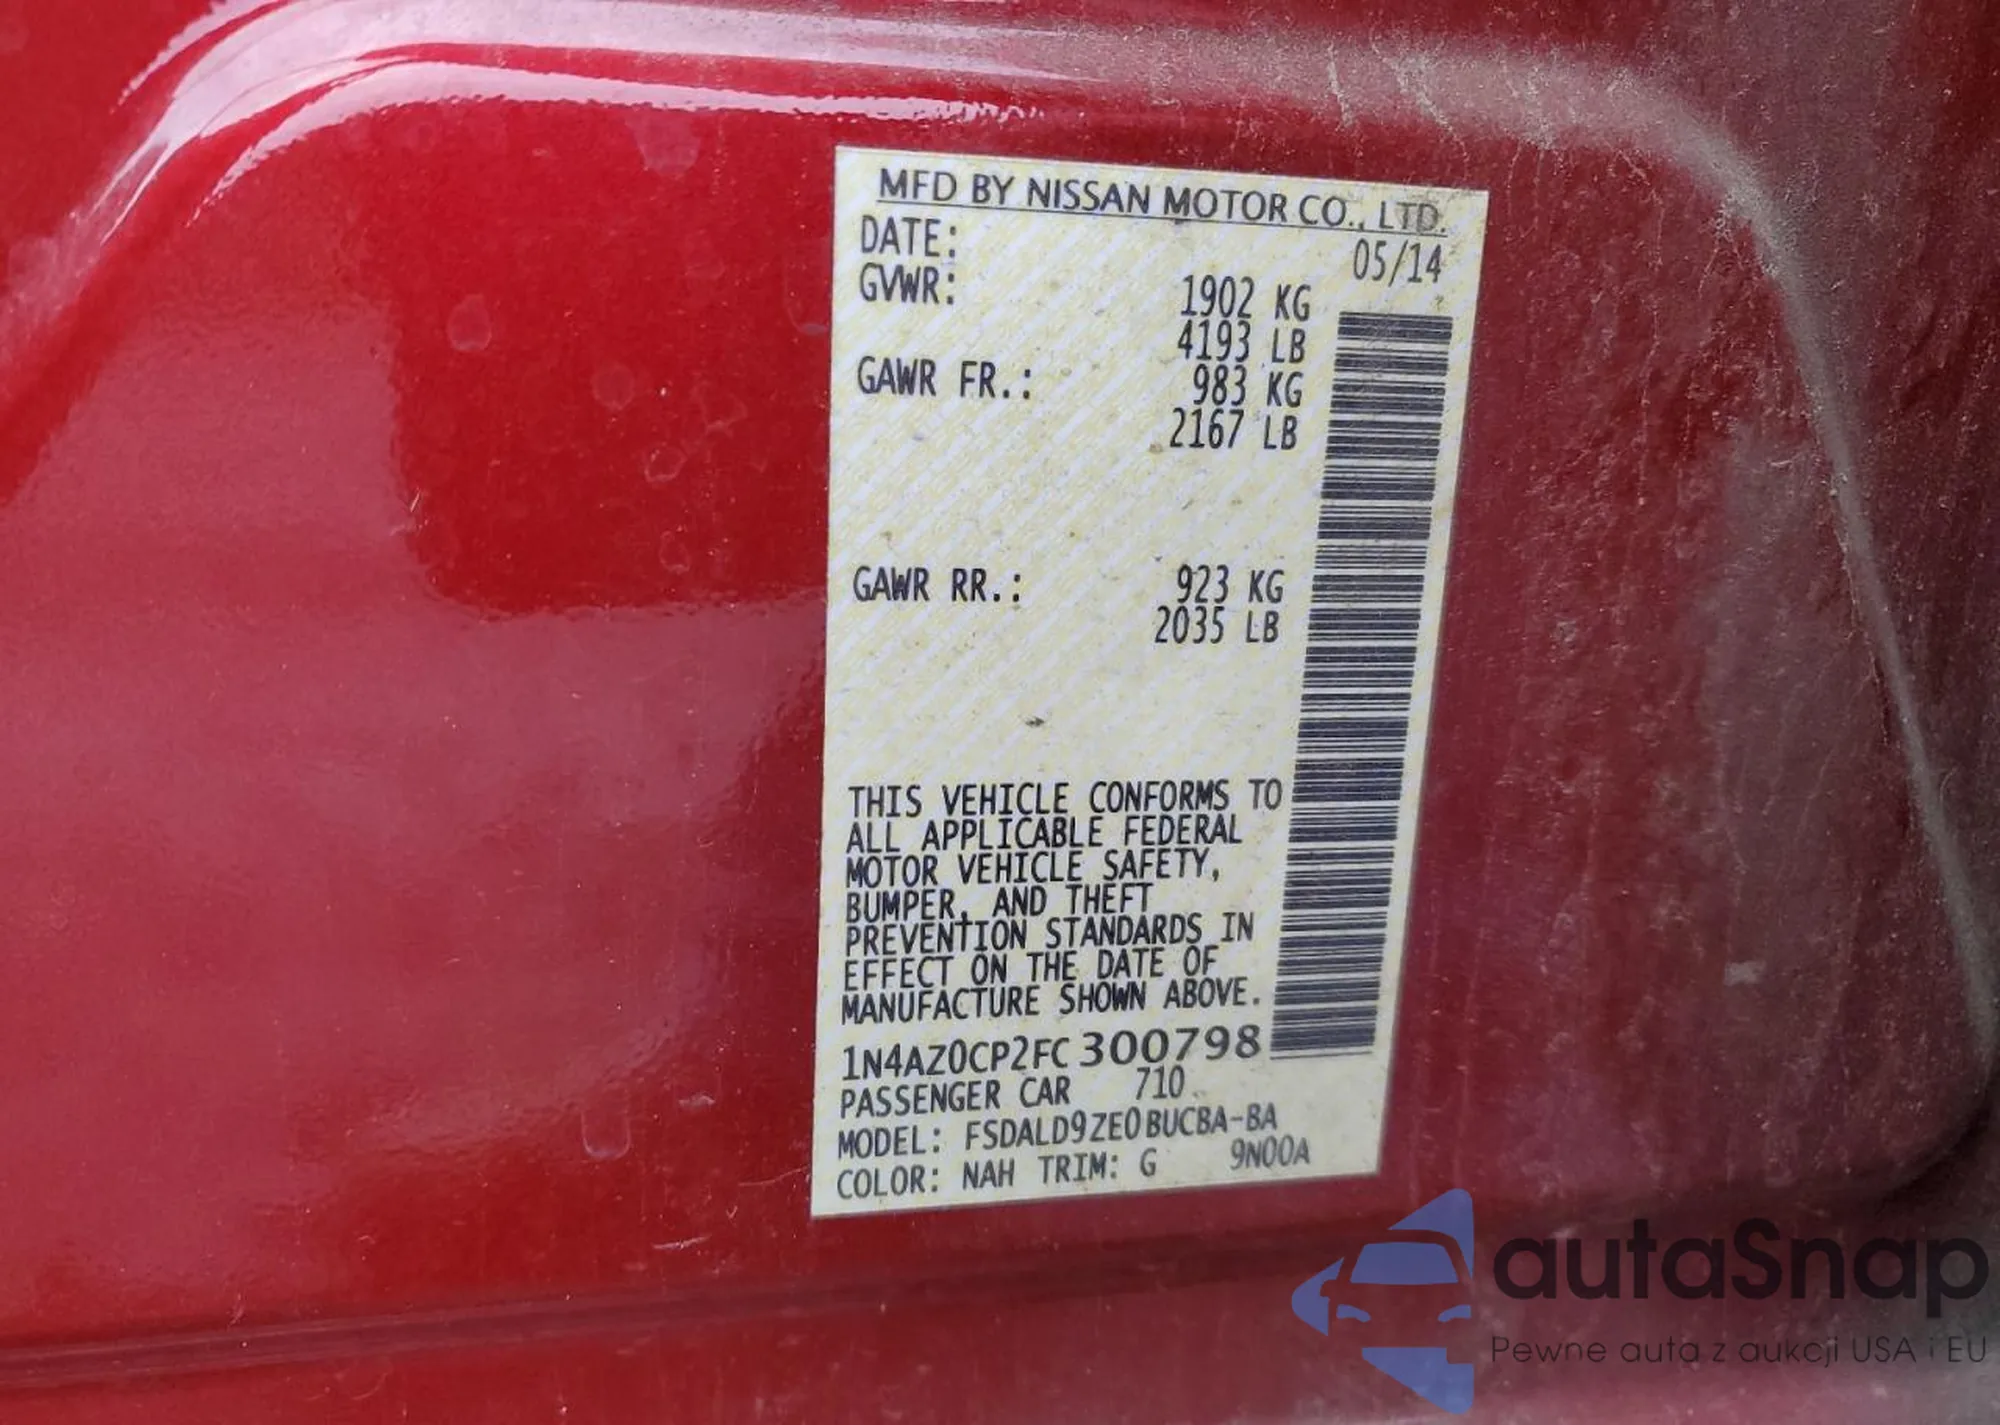 MFD BY NISSAN MOTOR CO., LTD.
DATE: 05/14
GVWR: 1902 KG
4193 LB
GAWR FR.: 983 KG
2167 LB
GAWR RR.: 923 KG
2035 LB
THIS VEHICLE CONFORMS TO
ALL APPLICABLE FEDERAL
MOTOR VEHICLE SAFETY,
BUMPER, AND THEFT
PREVENTION STANDARDS IN
EFFECT ON THE DATE OF
MANUFACTURE SHOWN ABOVE.
1N4AZ0CP2FC300798
PASSENGER CAR 710
MODEL: FSDALD9ZE0BUCBA-BA
COLOR: NAH TRIM: G 9N00A
autaSnap
Pewne auta z aukcji USA i EU